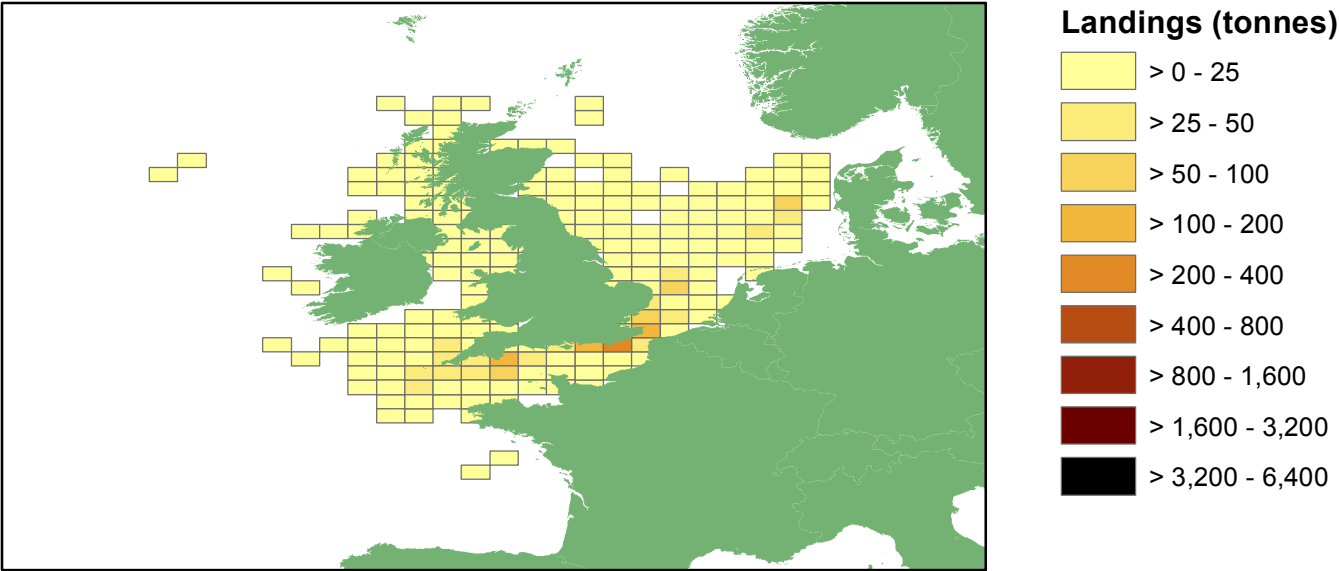 Landings (tonnes)
> 0 - 25
> 25 - 50
> 50 - 100
> 100 - 200
> 200 - 400
> 400 - 800
> 800 - 1,600
> 1,600 - 3,200
> 3,200 - 6,400